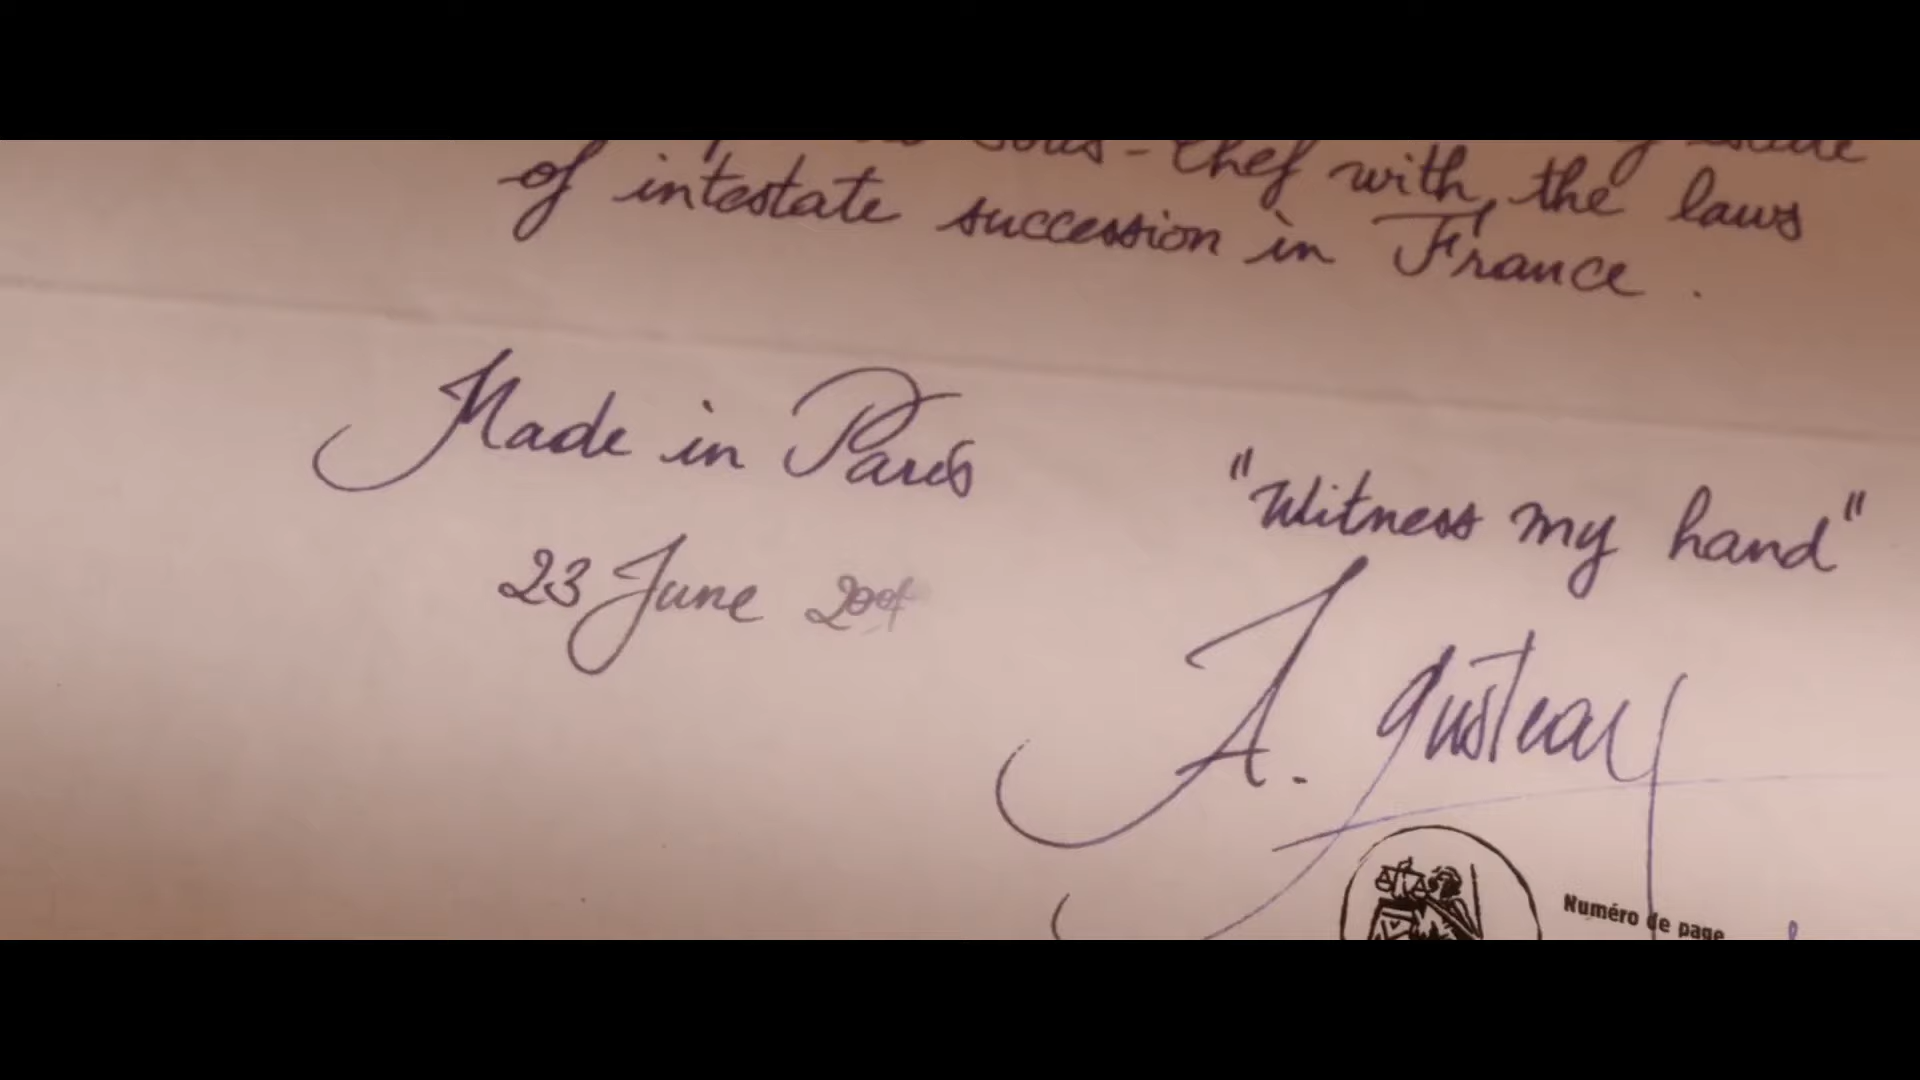 Sous-Chef with the laws
of intestate succession in France.
Made in Paris
23 June
"Witness my hand"
A. Gusteau
Numéro de page